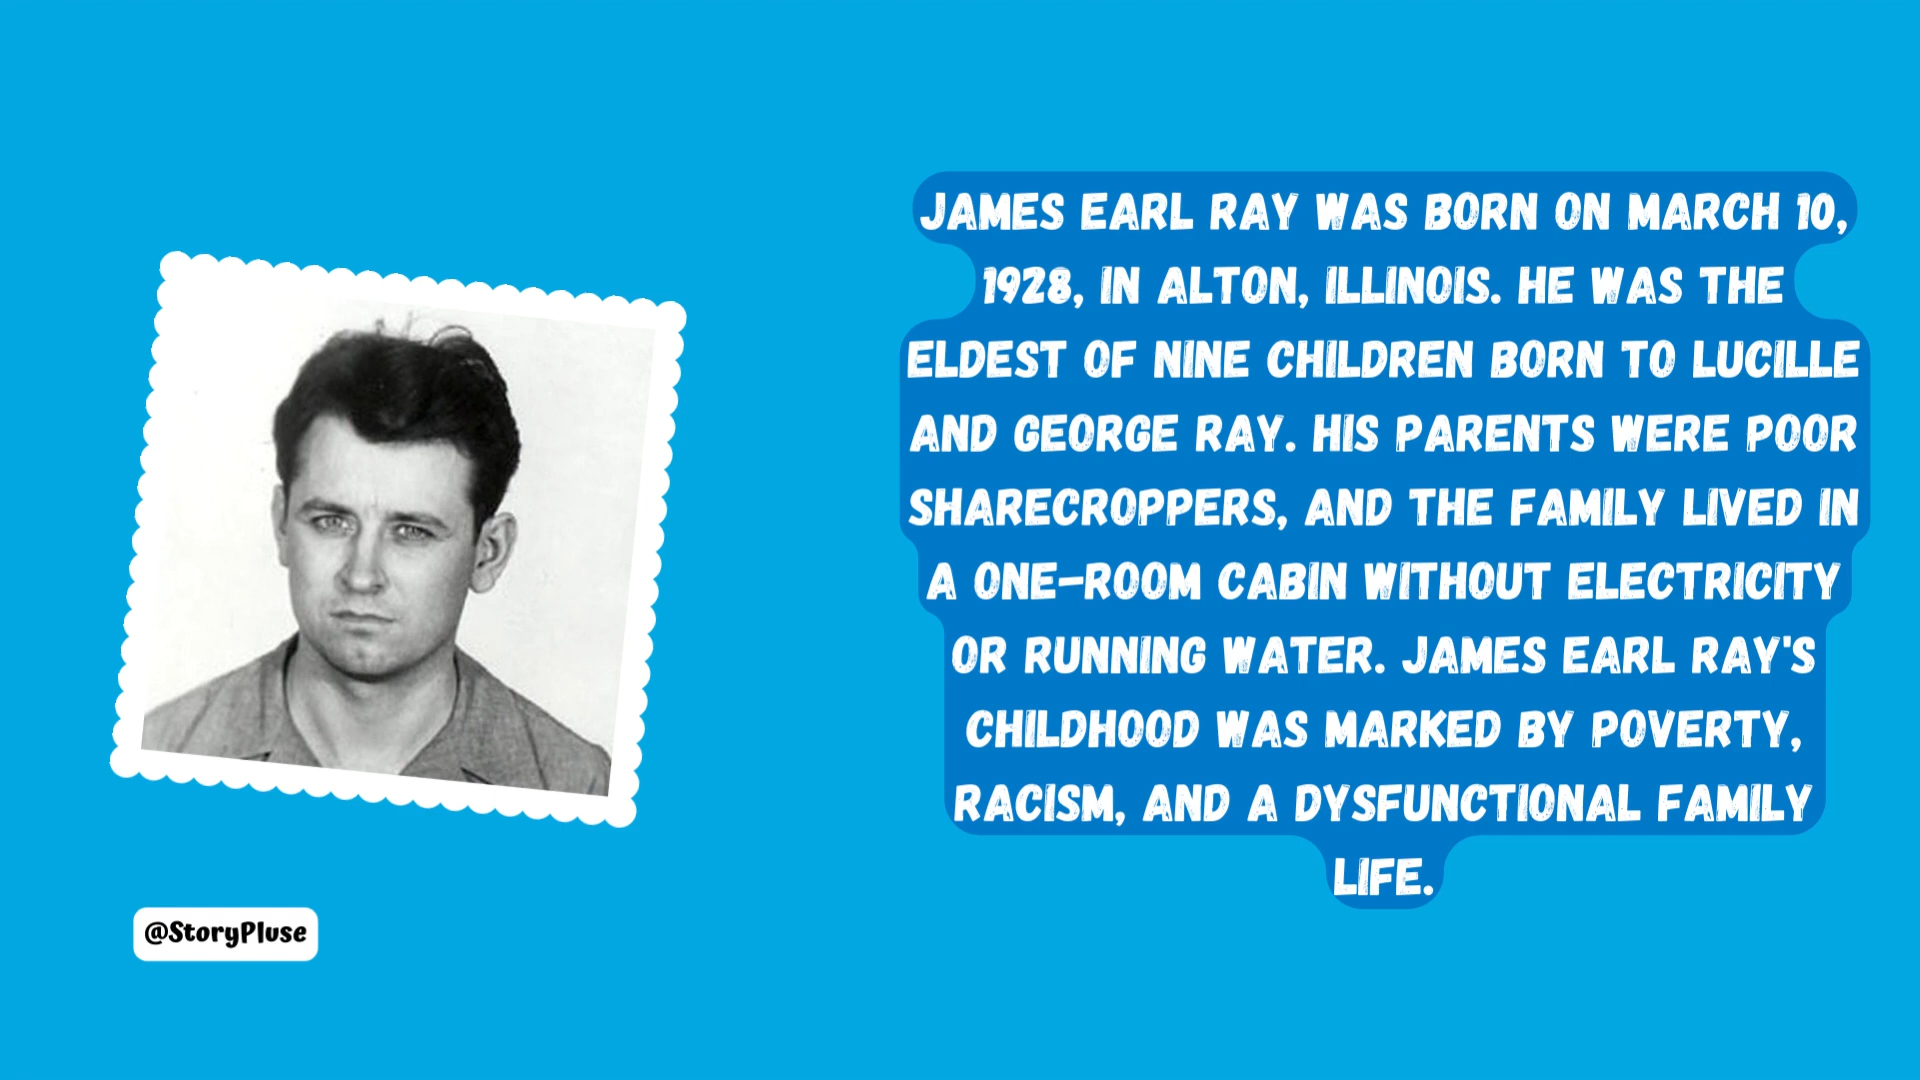 JAMES EARL RAY WAS BORN ON MARCH 10,
1928, IN ALTON, ILLINOIS. HE WAS THE
ELDEST OF NINE CHILDREN BORN TO LUCILLE
AND GEORGE RAY. HIS PARENTS WERE POOR
SHARECROPPERS, AND THE FAMILY LIVED IN
A ONE-ROOM CABIN WITHOUT ELECTRICITY
OR RUNNING WATER. JAMES EARL RAY'S
CHILDHOOD WAS MARKED BY POVERTY,
RACISM, AND A DYSFUNCTIONAL FAMILY
LIFE.
@StoryPluse